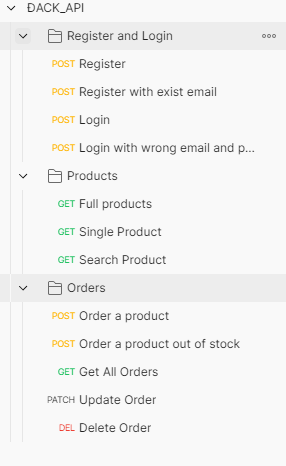 ĐACK_API
Register and Login
POST Register
POST Register with exist email
POST Login
POST Login with wrong email and p...
Products
GET Full products
GET Single Product
GET Search Product
Orders
POST Order a product
POST Order a product out of stock
GET Get All Orders
PATCH Update Order
DEL Delete Order